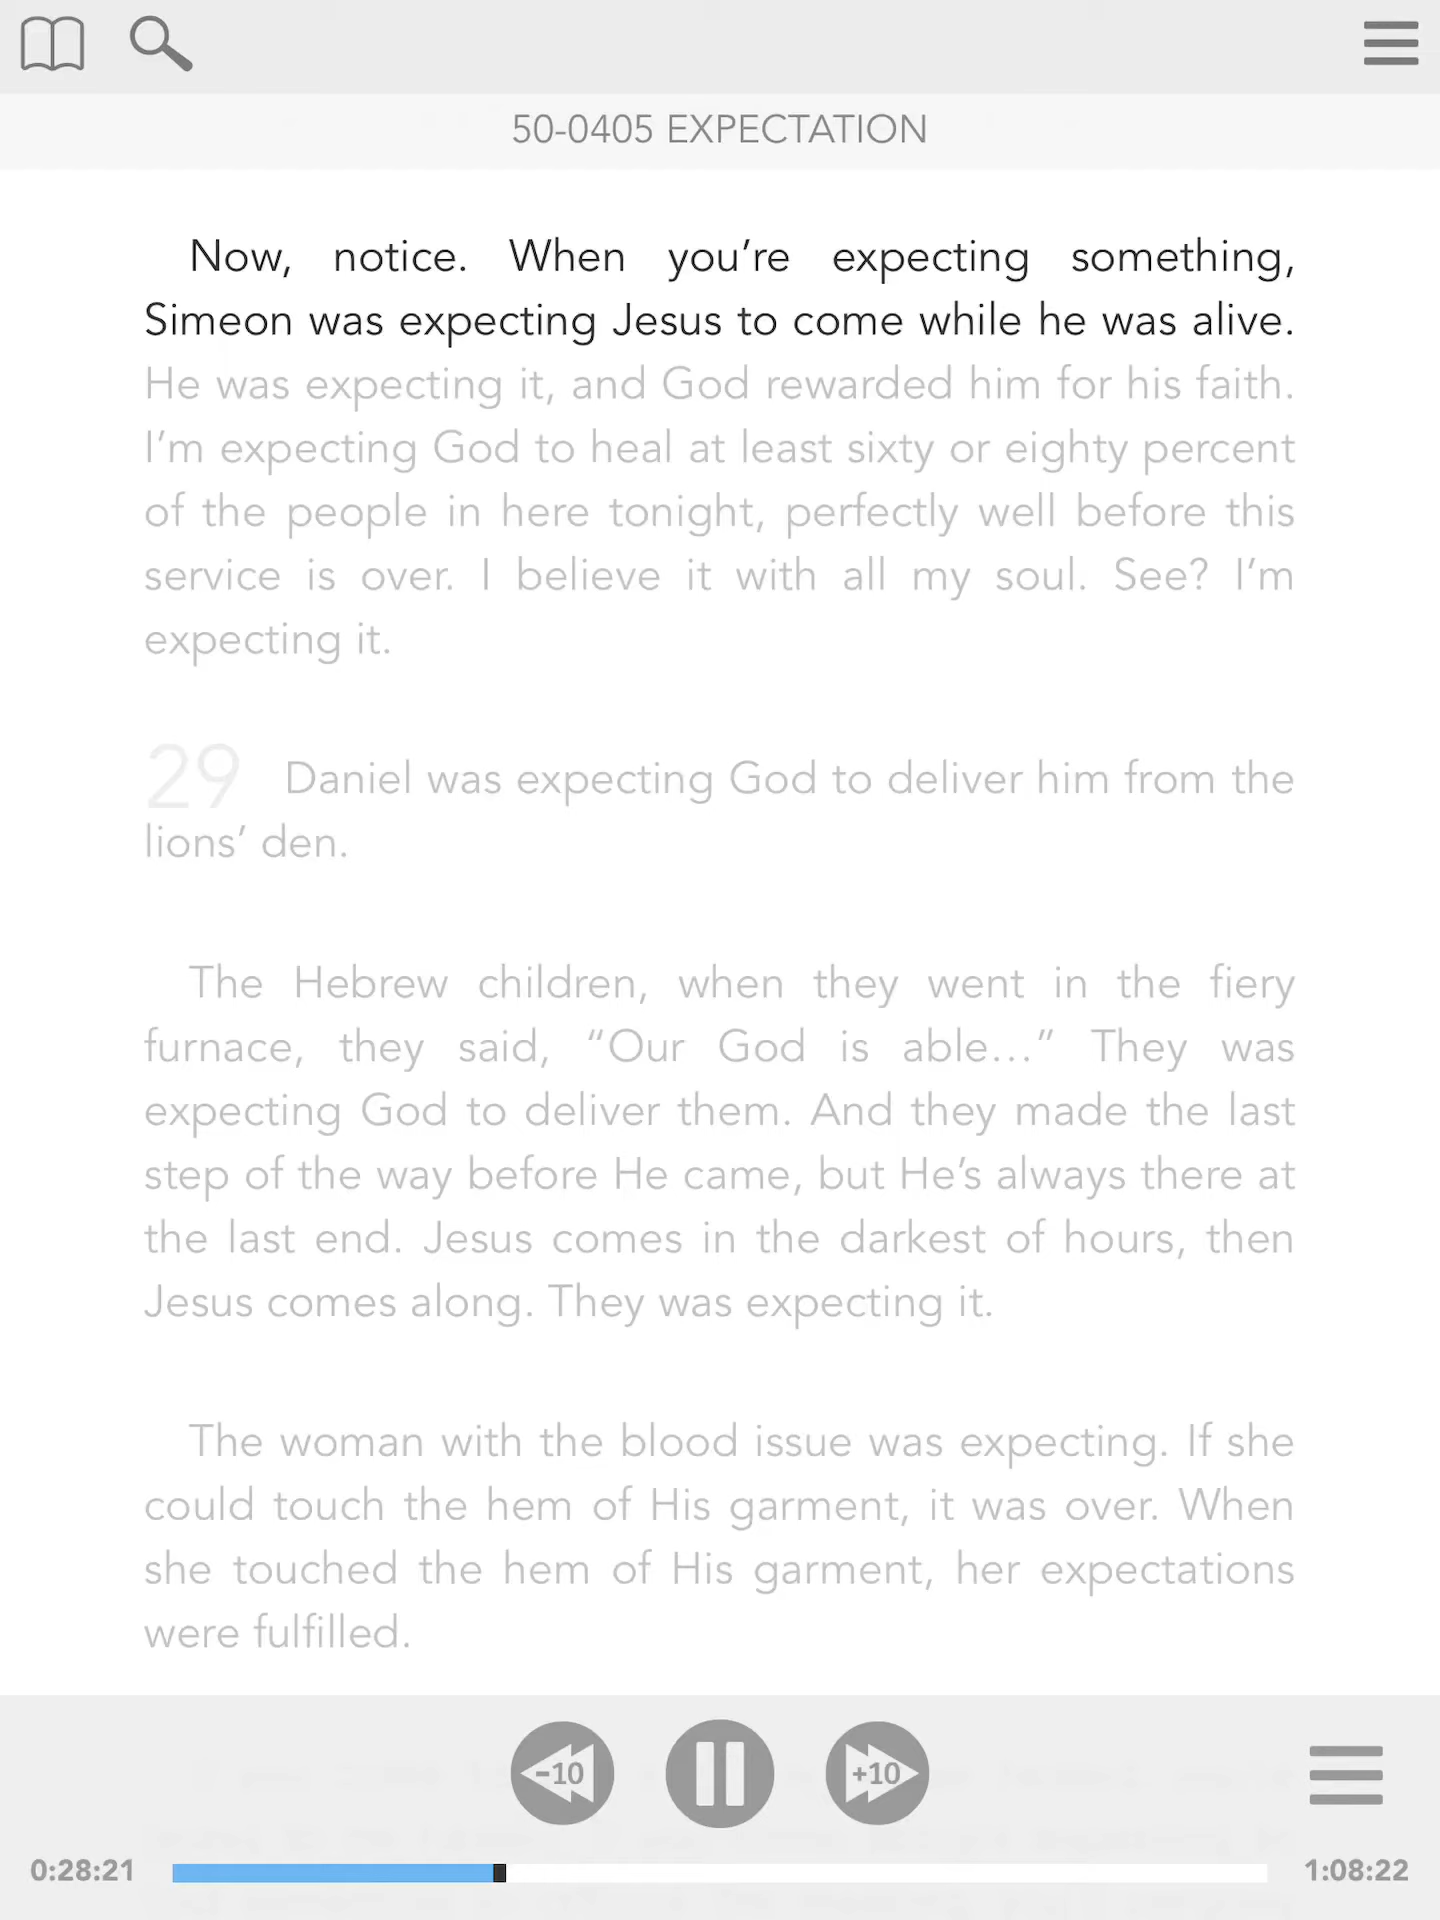 50-0405 EXPECTATION
Now, notice. When you’re expecting something,
Simeon was expecting Jesus to come while he was alive.
He was expecting it, and God rewarded him for his faith.
I’m expecting God to heal at least sixty or eighty percent
of the people in here tonight, perfectly well before this
service is over. I believe it with all my soul. See? I’m
expecting it.
29 Daniel was expecting God to deliver him from the
lions’ den.
The Hebrew children, when they went in the fiery
furnace, they said, “Our God is able…” They was
expecting God to deliver them. And they made the last
step of the way before He came, but He’s always there at
the last end. Jesus comes in the darkest of hours, then
Jesus comes along. They was expecting it.
The woman with the blood issue was expecting. If she
could touch the hem of His garment, it was over. When
she touched the hem of His garment, her expectations
were fulfilled.
-10 +10
0:28:21 1:08:22